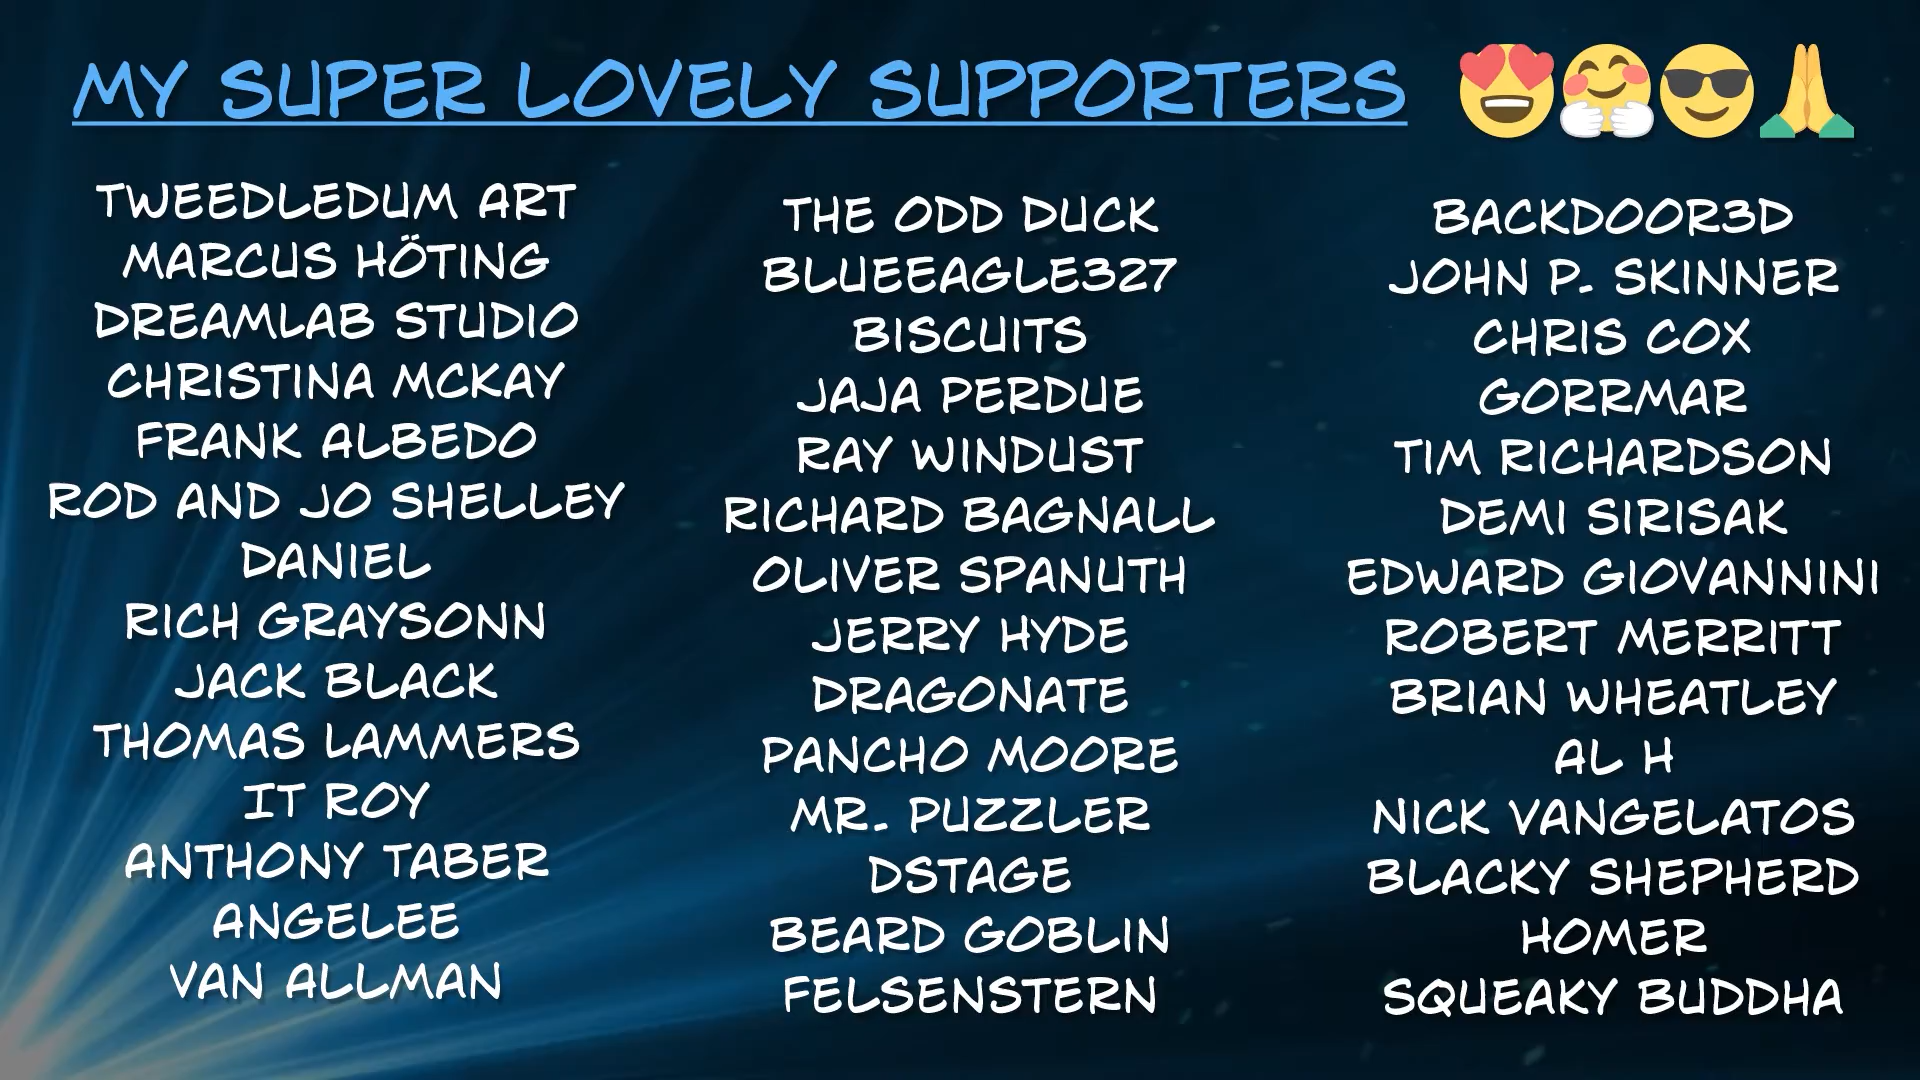 MY SUPER LOVELY SUPPORTERS 😍🤗😎🙏
TWEEDLEDUM ART
MARCUS HÖTING
DREAMLAB STUDIO
CHRISTINA MCKAY
FRANK ALBEDO
ROD AND JO SHELLEY
DANIEL
RICH GRAYSONN
JACK BLACK
THOMAS LAMMERS
IT ROY
ANTHONY TABER
ANGELEE
VAN ALLMAN
THE ODD DUCK
BLUEEAGLE327
BISCUITS
JAJA PERDUE
RAY WINDUST
RICHARD BAGNALL
OLIVER SPANUTH
JERRY HYDE
DRAGONATE
PANCHO MOORE
MR. PUZZLER
DSTAGE
BEARD GOBLIN
FELSENSTERN
BACKDOOR3D
JOHN P. SKINNER
CHRIS COX
GORRMAR
TIM RICHARDSON
DEMI SIRISAK
EDWARD GIOVANNINI
ROBERT MERRITT
BRIAN WHEATLEY
AL H
NICK VANGELATOS
BLACKY SHEPHERD
HOMER
SQUEAKY BUDDHA